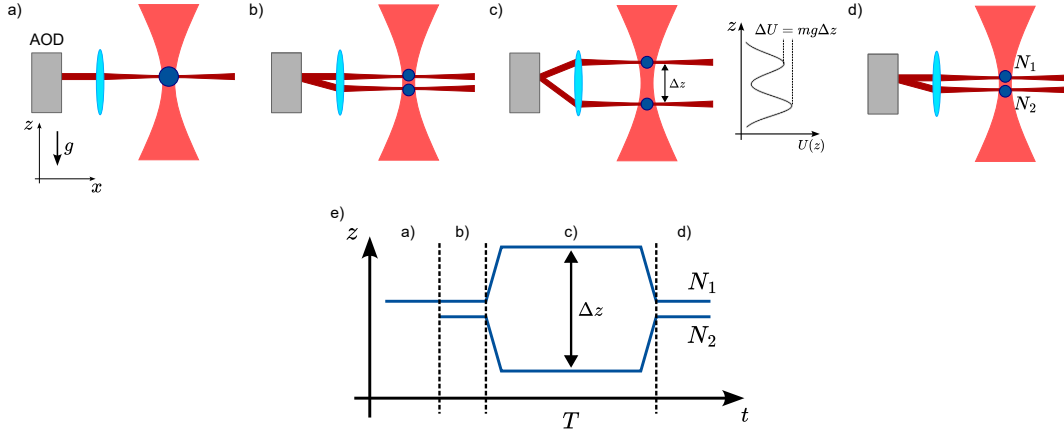 a)
AOD
z
g
x
b)
c)
Δz
z
ΔU = mgΔz
U(z)
d)
N₁
N₂
e)
z
a)
b)
c)
d)
Δz
N₁
N₂
T
t